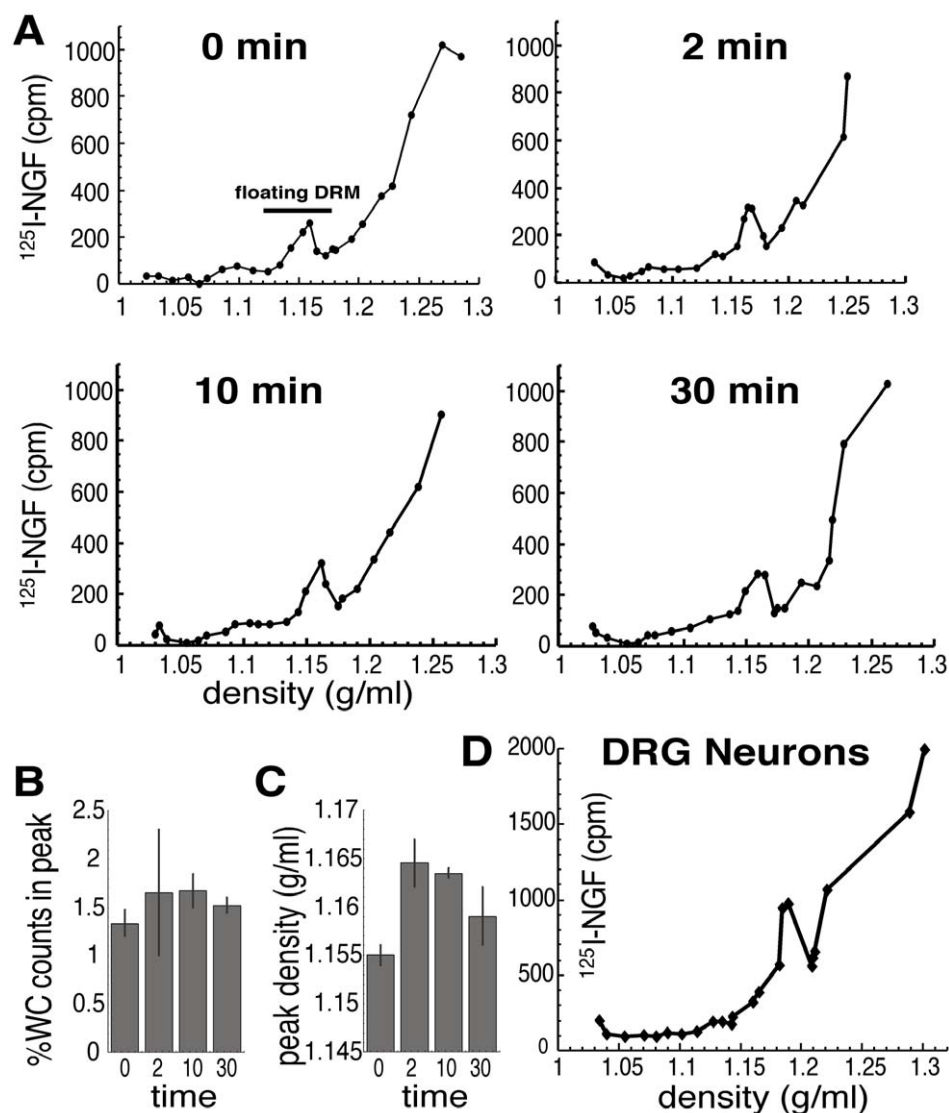 A
0 min
1000
800
600
400
200
0
125I-NGF (cpm)
floating DRM
1 1.05 1.1 1.15 1.2 1.25 1.3
2 min
1000
800
600
400
200
0
1 1.05 1.1 1.15 1.2 1.25 1.3
10 min
1000
800
600
400
200
0
125I-NGF (cpm)
1 1.05 1.1 1.15 1.2 1.25 1.3
density (g/ml)
30 min
1000
800
600
400
200
0
1 1.05 1.1 1.15 1.2 1.25 1.3
B
2.5
2
1.5
1
0.5
0
%WC counts in peak
0 2 10 30
time
C
1.17
1.165
1.16
1.155
1.15
1.145
peak density (g/ml)
0 2 10 30
time
D
DRG Neurons
2000
1500
1000
500
0
125I-NGF (cpm)
1 1.05 1.1 1.15 1.2 1.25 1.3
density (g/ml)